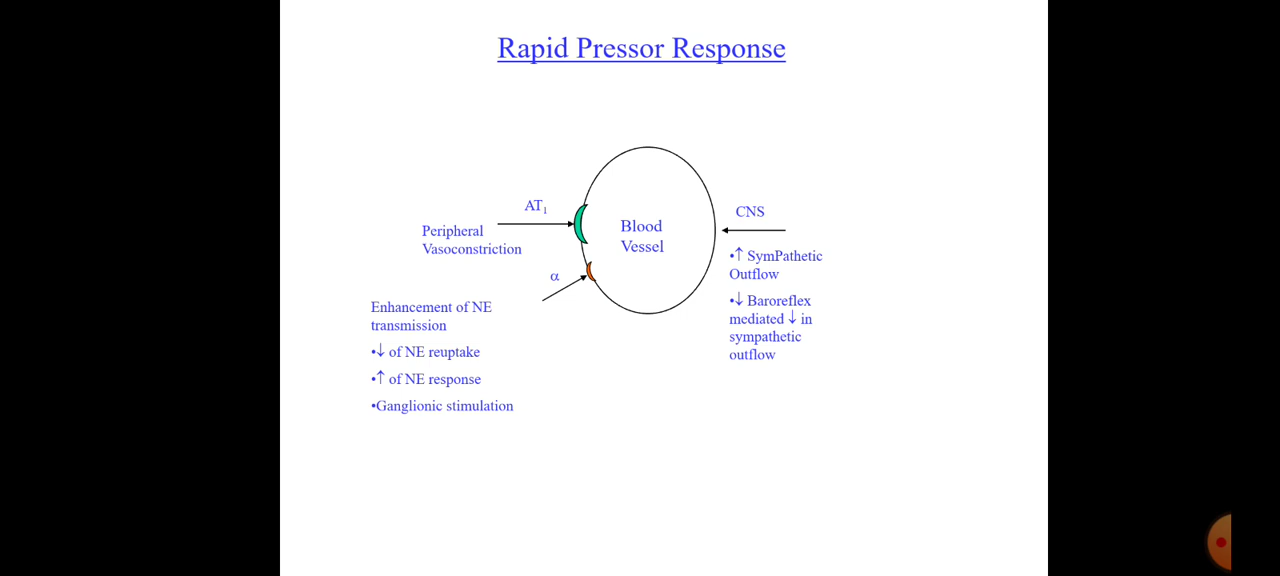 Rapid Pressor Response
AT₁
Peripheral
Vasoconstriction
α
Enhancement of NE
transmission
•↓ of NE reuptake
•↑ of NE response
•Ganglionic stimulation
Blood
Vessel
CNS
•↑ SymPathetic
Outflow
•↓ Baroreflex
mediated ↓ in
sympathetic
outflow